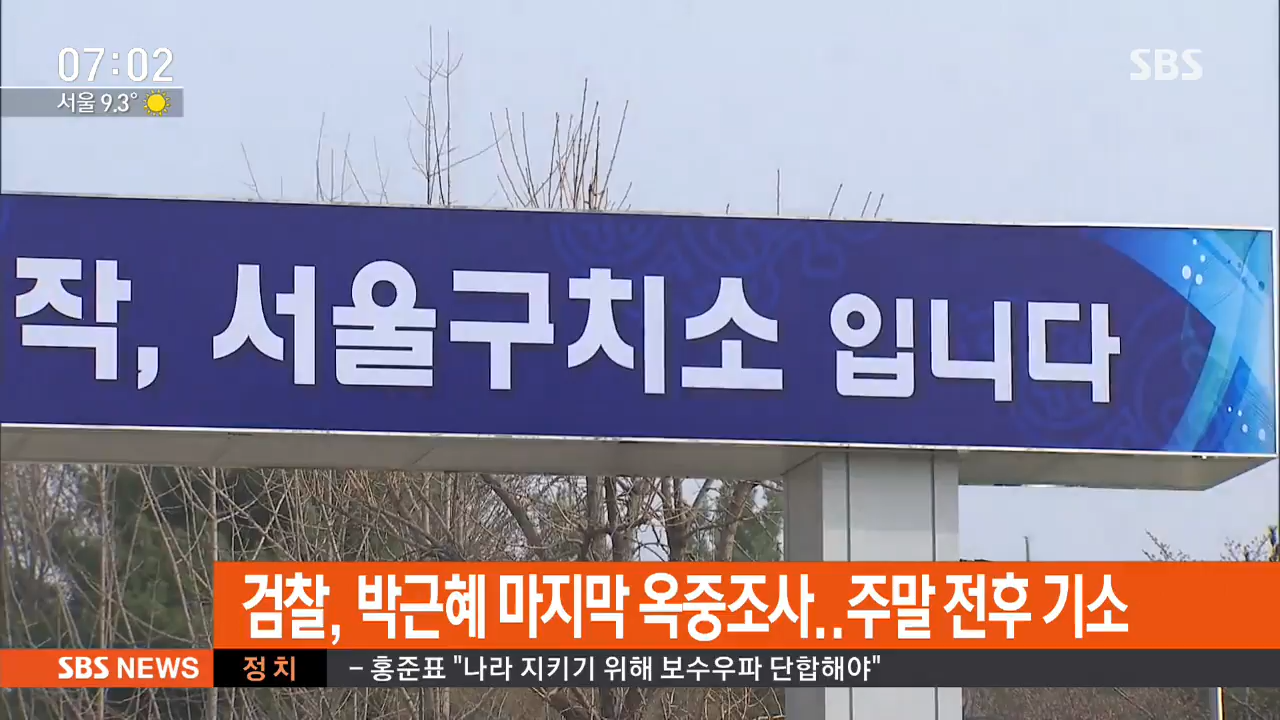 07:02
SBS
서울 9.3°
작, 서울구치소 입니다
검찰, 박근혜 마지막 옥중조사..주말 전후 기소
SBS NEWS 정치 - 홍준표 "나라 지키기 위해 보수우파 단합해야"